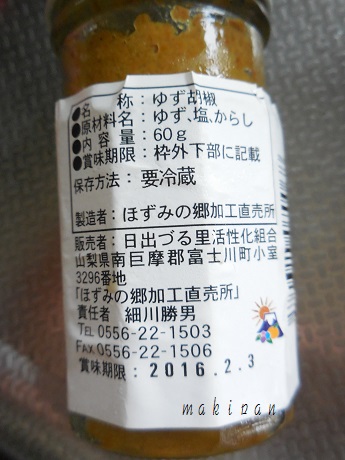 ●名　　称：ゆず胡椒
●原材料名：ゆず、塩、からし
●内 容 量：60g
●賞味期限：枠外下部に記載
保存方法：要冷蔵
製造者：ほずみの郷加工直売所
販売者：日出づる里活性化組合
山梨県南巨摩郡富士川町小室
3296番地
「ほずみの郷加工直売所」
責任者　細川勝男
TEL 0556-22-1503
FAX 0556-22-1506
賞味期限：2016.2.3
makipan